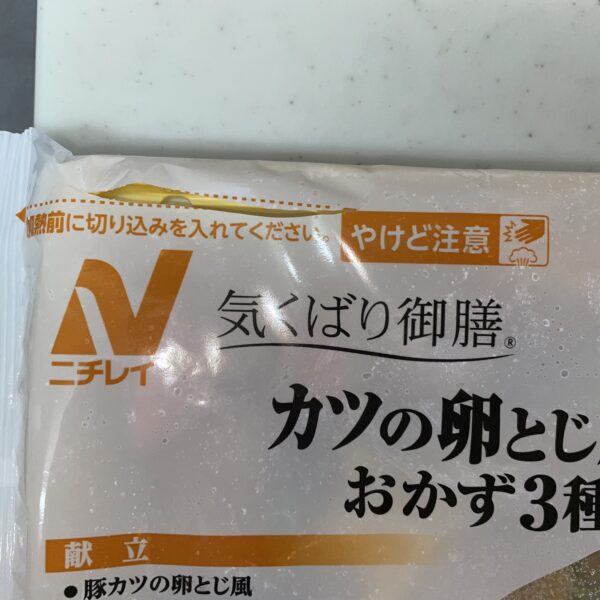 熱前に切り込みを入れてください。
やけど注意
ニチレイ
気くばり御膳®
カツの卵とじ
おかず3種
献立
●豚カツの卵とじ風